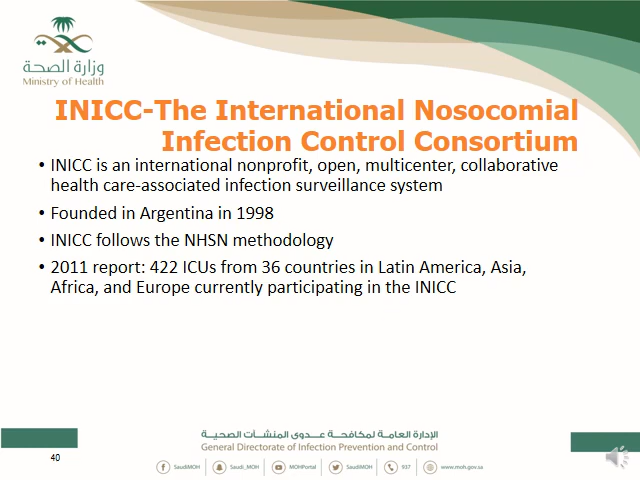 وزارة الصحة
Ministry of Health
INICC-The International Nosocomial
Infection Control Consortium
• INICC is an international nonprofit, open, multicenter, collaborative
health care-associated infection surveillance system
• Founded in Argentina in 1998
• INICC follows the NHSN methodology
• 2011 report: 422 ICUs from 36 countries in Latin America, Asia,
Africa, and Europe currently participating in the INICC
الإدارة العامة لمكافحة عدوى المنشآت الصحية
General Directorate of Infection Prevention and Control
40
SaudiMOH Saudi_MOH MOHPortal SaudiMOH 937 www.moh.gov.sa